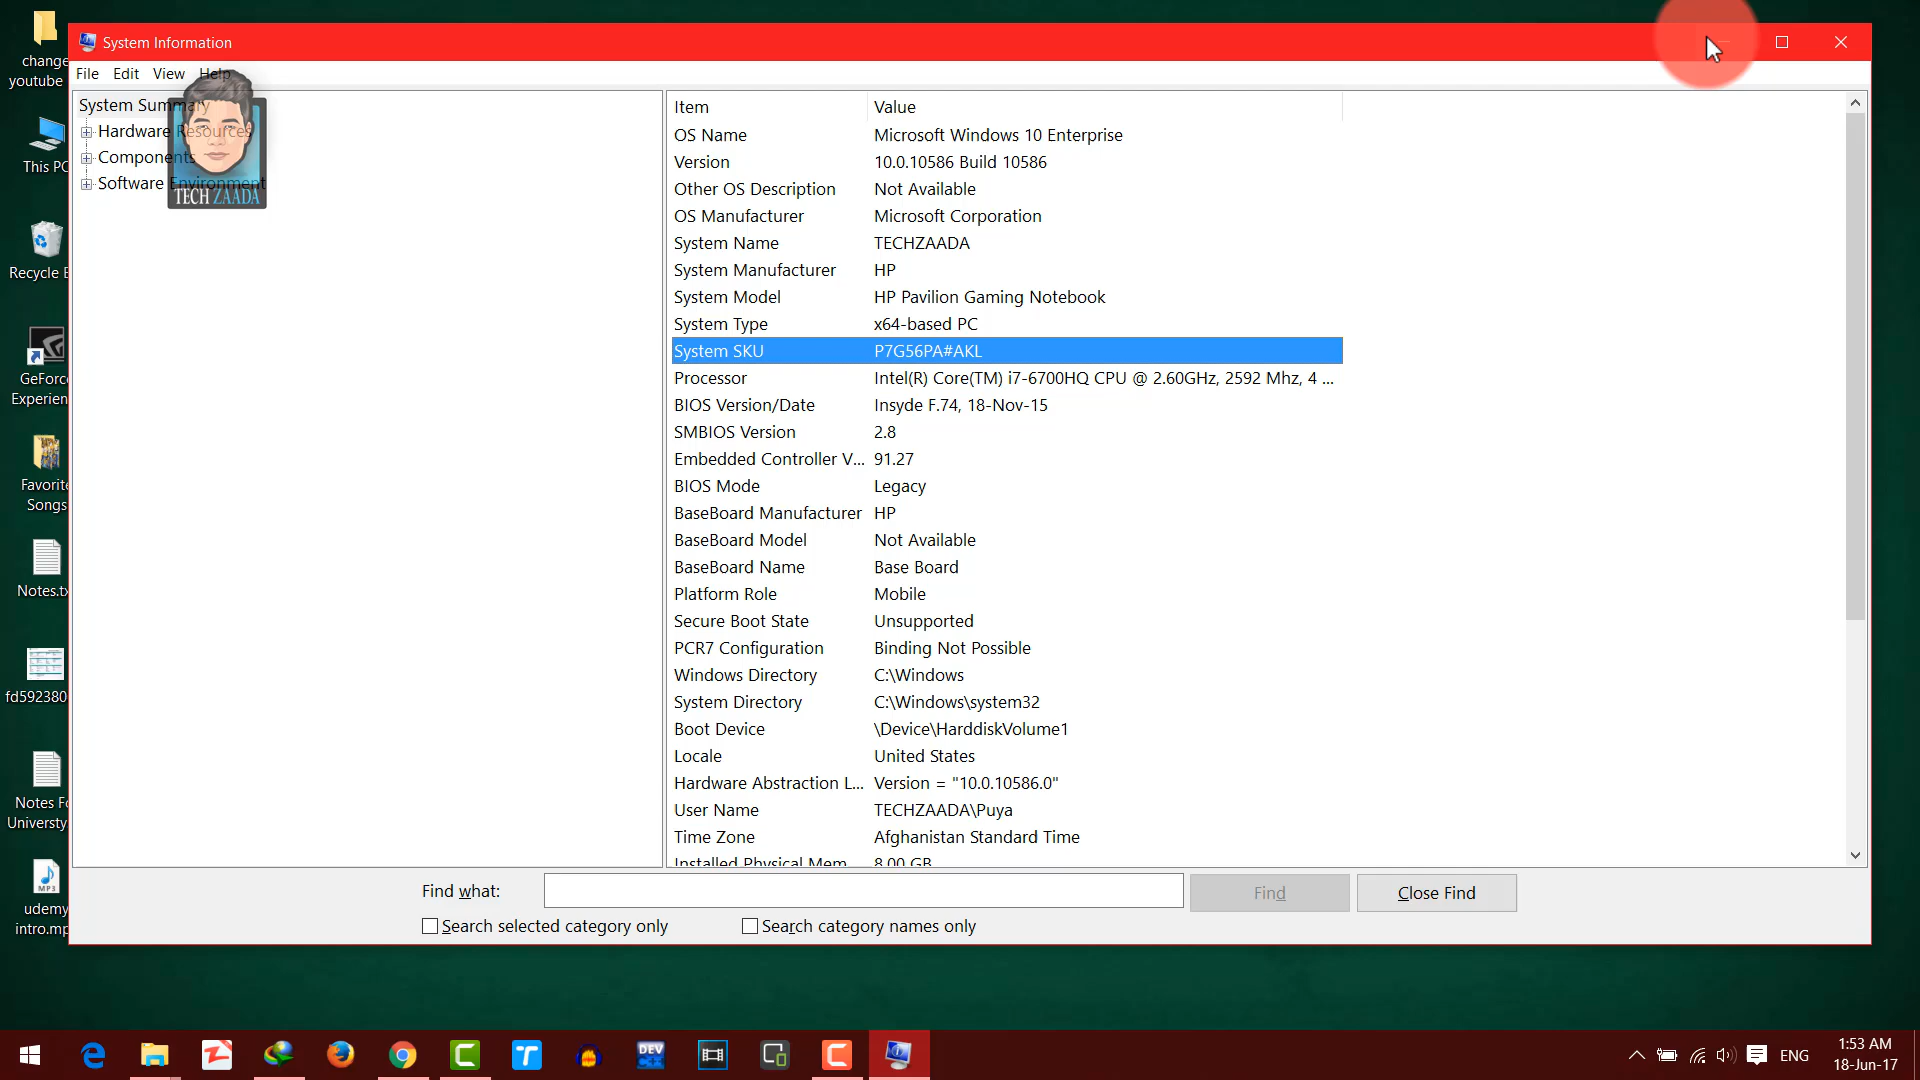 System Information
File Edit View Help
System Summary
Hardware Resources
Components
Software Environment
TECH ZAADA
Item Value
OS Name Microsoft Windows 10 Enterprise
Version 10.0.10586 Build 10586
Other OS Description Not Available
OS Manufacturer Microsoft Corporation
System Name TECHZAADA
System Manufacturer HP
System Model HP Pavilion Gaming Notebook
System Type x64-based PC
System SKU P7G56PA#AKL
Processor Intel(R) Core(TM) i7-6700HQ CPU @ 2.60GHz, 2592 Mhz, 4 ...
BIOS Version/Date Insyde F.74, 18-Nov-15
SMBIOS Version 2.8
Embedded Controller V... 91.27
BIOS Mode Legacy
BaseBoard Manufacturer HP
BaseBoard Model Not Available
BaseBoard Name Base Board
Platform Role Mobile
Secure Boot State Unsupported
PCR7 Configuration Binding Not Possible
Windows Directory C:\Windows
System Directory C:\Windows\system32
Boot Device \Device\HarddiskVolume1
Locale United States
Hardware Abstraction L... Version = "10.0.10586.0"
User Name TECHZAADA\Puya
Time Zone Afghanistan Standard Time
Installed Physical Mem 8.00 GB
Find what: Find Close Find
Search selected category only Search category names only
change
youtube
This PC
Recycle B
GeForce
Experien
Favorite
Songs
Notes.tx
fd592380
Notes Fo
Universty
MP3
udemy
intro.mp
DEV
ENG
1:53 AM
18-Jun-17